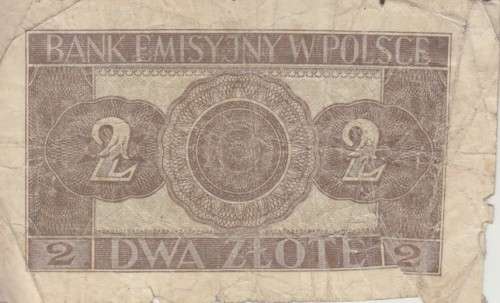 BANK EMISYJNY W POLSCE
2 2
2 DWA ZŁOTE 2